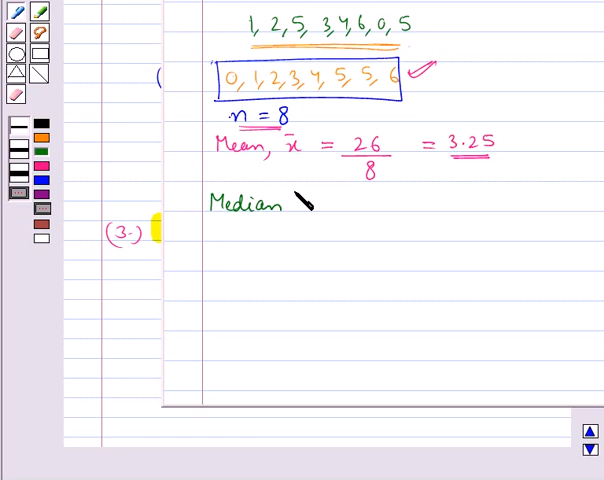 1, 2, 5, 3, 4, 6, 0, 5
0, 1, 2, 3, 4, 5, 5, 6
(
n = 8
Mean, x̄ = 26/8 = 3.25
Median
(3.)